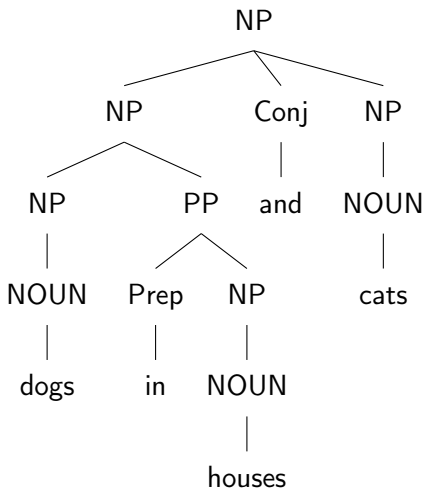 NP
NP Conj NP
NP PP and NOUN
NOUN Prep NP cats
dogs in NOUN
houses